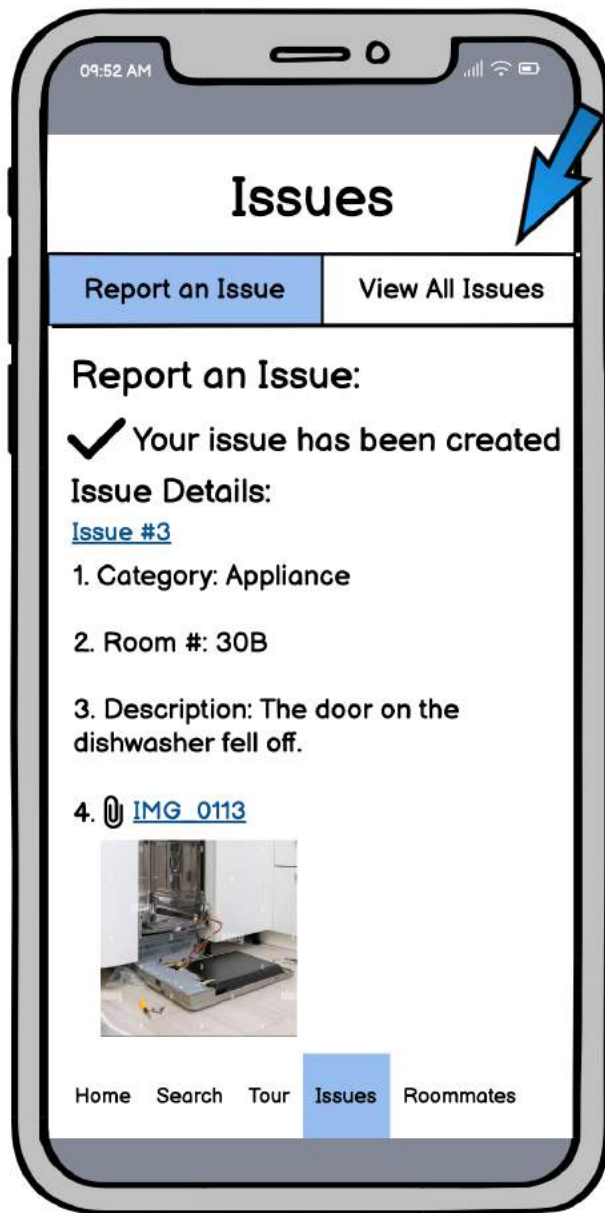 09:52 AM
Issues
Report an Issue
View All Issues
Report an Issue:
Your issue has been created
Issue Details:
Issue #3
1. Category: Appliance
2. Room #: 30B
3. Description: The door on the
dishwasher fell off.
4. IMG_0113
Home Search Tour Issues Roommates